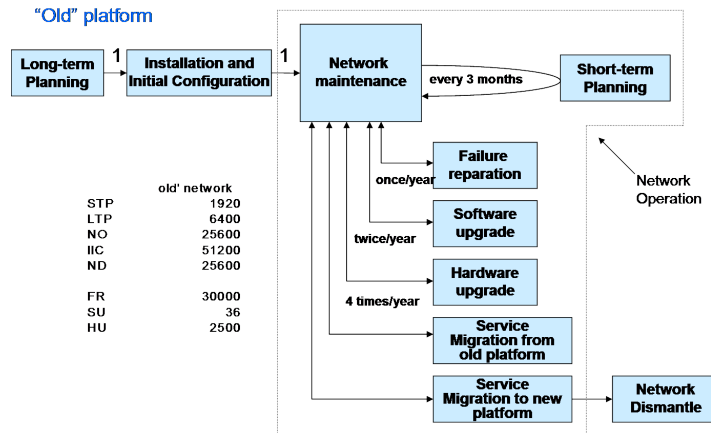 "Old" platform
Long-term
Planning
1
Installation and
Initial Configuration
1
Network
maintenance
every 3 months
Short-term
Planning
Network
Operation
Failure
reparation
once/year
Software
upgrade
twice/year
Hardware
upgrade
4 times/year
Service
Migration from
old platform
Service
Migration to new
platform
Network
Dismantle
old' network
STP 1920
LTP 6400
NO 25600
IIC 51200
ND 25600
FR 30000
SU 36
HU 2500